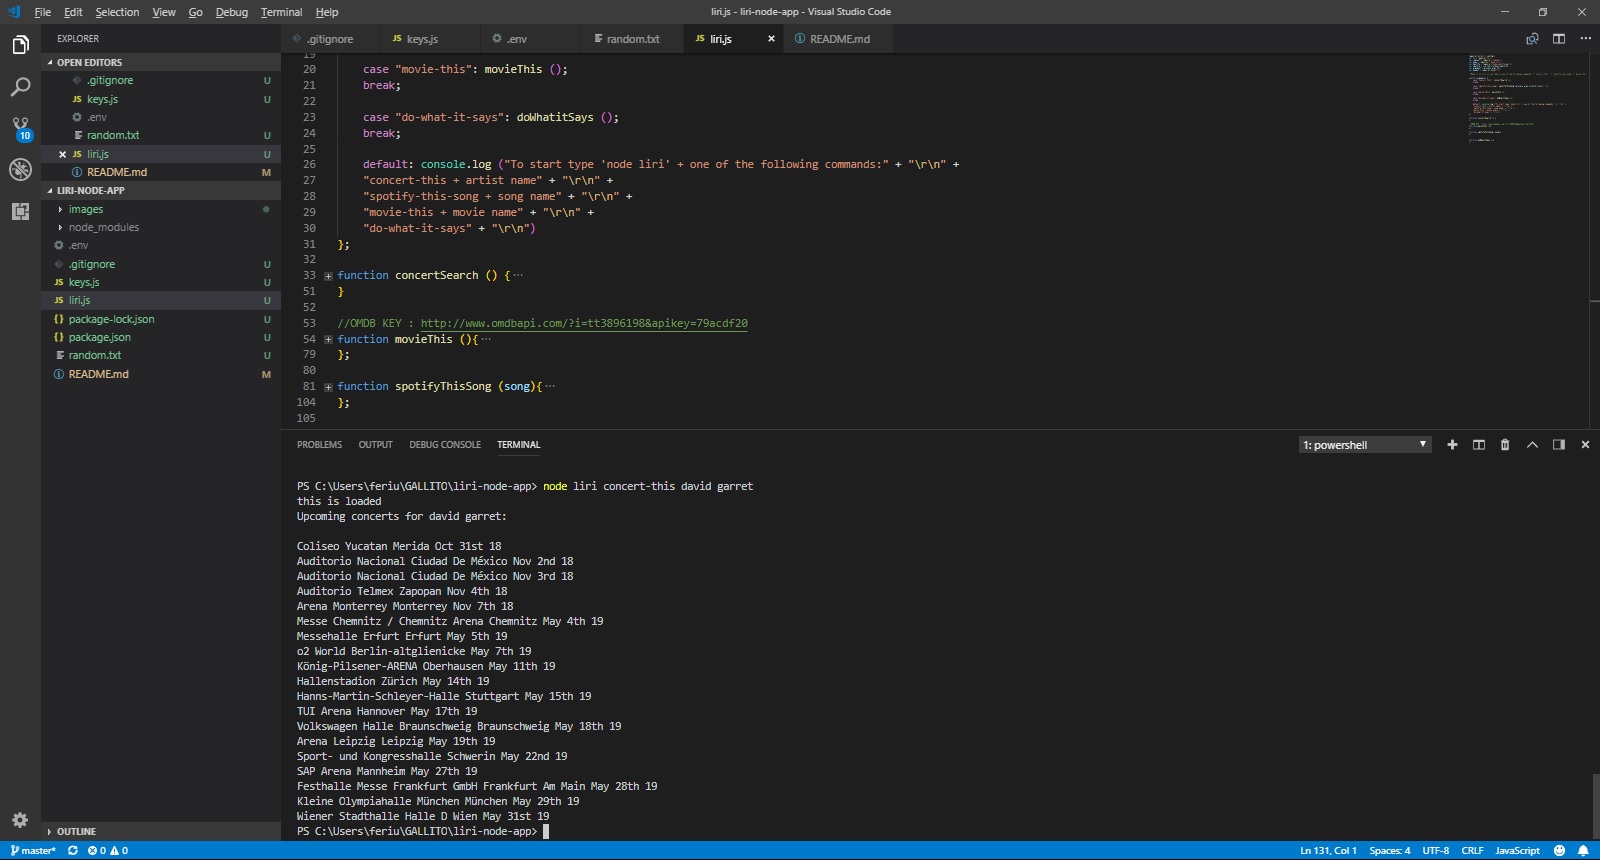 File Edit Selection View Go Debug Terminal Help
liri.js - liri-node-app - Visual Studio Code
EXPLORER
OPEN EDITORS
.gitignore U
JS keys.js U
.env
random.txt U
JS liri.js U
README.md M
LIRI-NODE-APP
images
node_modules
.env
.gitignore U
JS keys.js U
JS liri.js U
{} package-lock.json U
{} package.json U
random.txt U
README.md M
OUTLINE
10
.gitignore JS keys.js .env random.txt JS liri.js README.md
19
20 case "movie-this": movieThis ();
21 break;
22
23 case "do-what-it-says": doWhatitSays ();
24 break;
25
26 default: console.log ("To start type 'node liri' + one of the following commands:" + "\r\n" +
27 "concert-this + artist name" + "\r\n" +
28 "spotify-this-song + song name" + "\r\n" +
29 "movie-this + movie name" + "\r\n" +
30 "do-what-it-says" + "\r\n")
31 };
32
33 function concertSearch () {…
51 }
52
53 //OMDB KEY : http://www.omdbapi.com/?i=tt3896198&apikey=79acdf20
54 function movieThis (){…
79 };
80
81 function spotifyThisSong (song){…
104 };
105
PROBLEMS OUTPUT DEBUG CONSOLE TERMINAL
1: powershell
PS C:\Users\feriu\GALLITO\liri-node-app> node liri concert-this david garret
this is loaded
Upcoming concerts for david garret:
Coliseo Yucatan Merida Oct 31st 18
Auditorio Nacional Ciudad De México Nov 2nd 18
Auditorio Nacional Ciudad De México Nov 3rd 18
Auditorio Telmex Zapopan Nov 4th 18
Arena Monterrey Monterrey Nov 7th 18
Messe Chemnitz / Chemnitz Arena Chemnitz May 4th 19
Messehalle Erfurt Erfurt May 5th 19
o2 World Berlin-altglienicke May 7th 19
König-Pilsener-ARENA Oberhausen May 11th 19
Hallenstadion Zürich May 14th 19
Hanns-Martin-Schleyer-Halle Stuttgart May 15th 19
TUI Arena Hannover May 17th 19
Volkswagen Halle Braunschweig Braunschweig May 18th 19
Arena Leipzig Leipzig May 19th 19
Sport- und Kongresshalle Schwerin May 22nd 19
SAP Arena Mannheim May 27th 19
Festhalle Messe Frankfurt GmbH Frankfurt Am Main May 28th 19
Kleine Olympiahalle München München May 29th 19
Wiener Stadthalle Halle D Wien May 31st 19
PS C:\Users\feriu\GALLITO\liri-node-app>
master* 0 0
Ln 131, Col 1 Spaces: 4 UTF-8 CRLF JavaScript